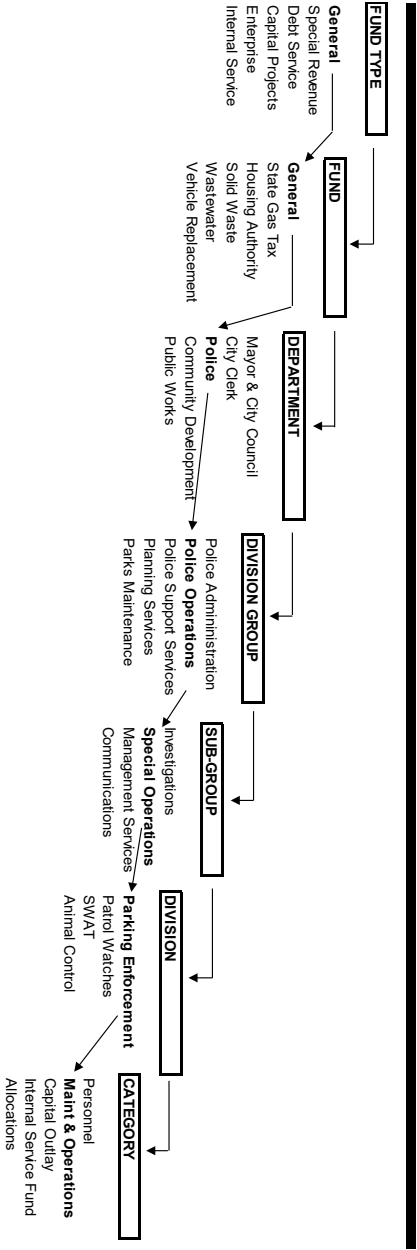 FUND TYPE
General
Special Revenue
Debt Service
Capital Projects
Enterprise
Internal Service
FUND
General
State Gas Tax
Housing Authority
Solid Waste
Wastewater
Vehicle Replacement
DEPARTMENT
Mayor & City Council
City Clerk
Police
Community Development
Public Works
DIVISION GROUP
Police Admininistration
Police Operations
Police Support Services
Planning Services
Parks Maintenance
SUB-GROUP
Investigations
Special Operations
Management Services
Communications
DIVISION
Parking Enforcement
Patrol Watches
SWAT
Animal Control
CATEGORY
Personnel
Maint & Operations
Capital Outlay
Internal Service Fund
Allocations